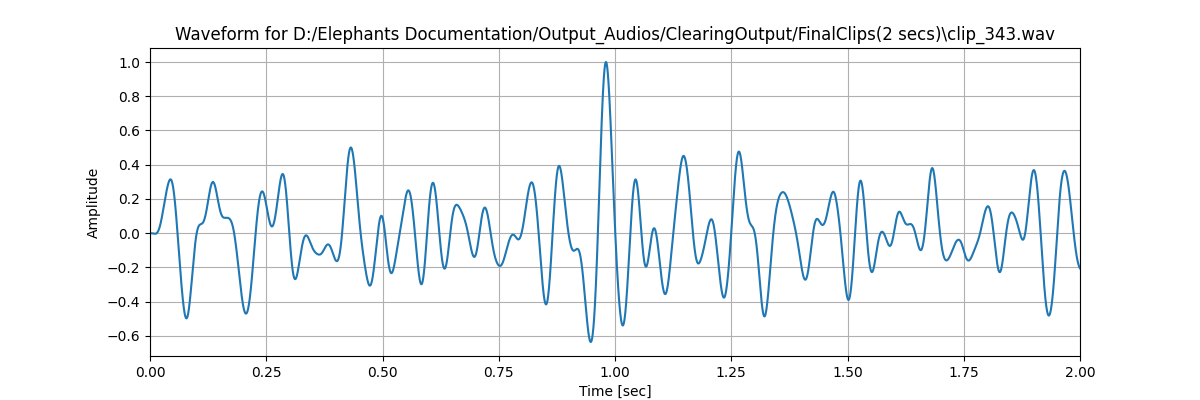 Waveform for D:/Elephants Documentation/Output_Audios/ClearingOutput/FinalClips(2 secs)\clip_343.wav
1.0
0.8
0.6
0.4
0.2
0.0
−0.2
−0.4
−0.6
Amplitude
0.00 0.25 0.50 0.75 1.00 1.25 1.50 1.75 2.00
Time [sec]